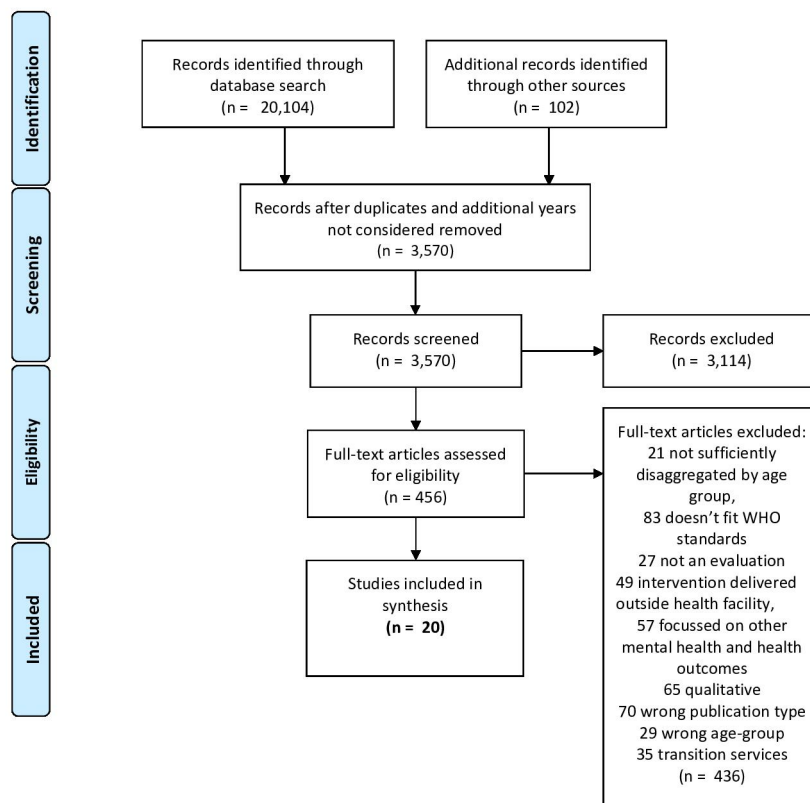 Identification
Records identified through
database search
(n = 20,104)
Additional records identified
through other sources
(n = 102)
Screening
Records after duplicates and additional years
not considered removed
(n = 3,570)
Records screened
(n = 3,570)
Records excluded
(n = 3,114)
Eligibility
Full-text articles assessed
for eligibility
(n = 456)
Full-text articles excluded:
21 not sufficiently
disaggregated by age
group,
83 doesn't fit WHO
standards
27 not an evaluation
49 intervention delivered
outside health facility,
57 focussed on other
mental health and health
outcomes
65 qualitative
70 wrong publication type
29 wrong age-group
35 transition services
(n = 436)
Included
Studies included in
synthesis
(n = 20)